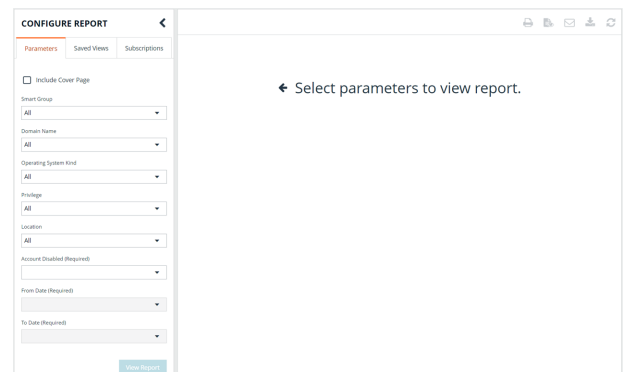 CONFIGURE REPORT
Parameters Saved Views Subscriptions
Include Cover Page
Smart Group
All
Domain Name
All
Operating System Kind
All
Privilege
All
Location
All
Account Disabled (Required)
From Date (Required)
To Date (Required)
View Report
Select parameters to view report.